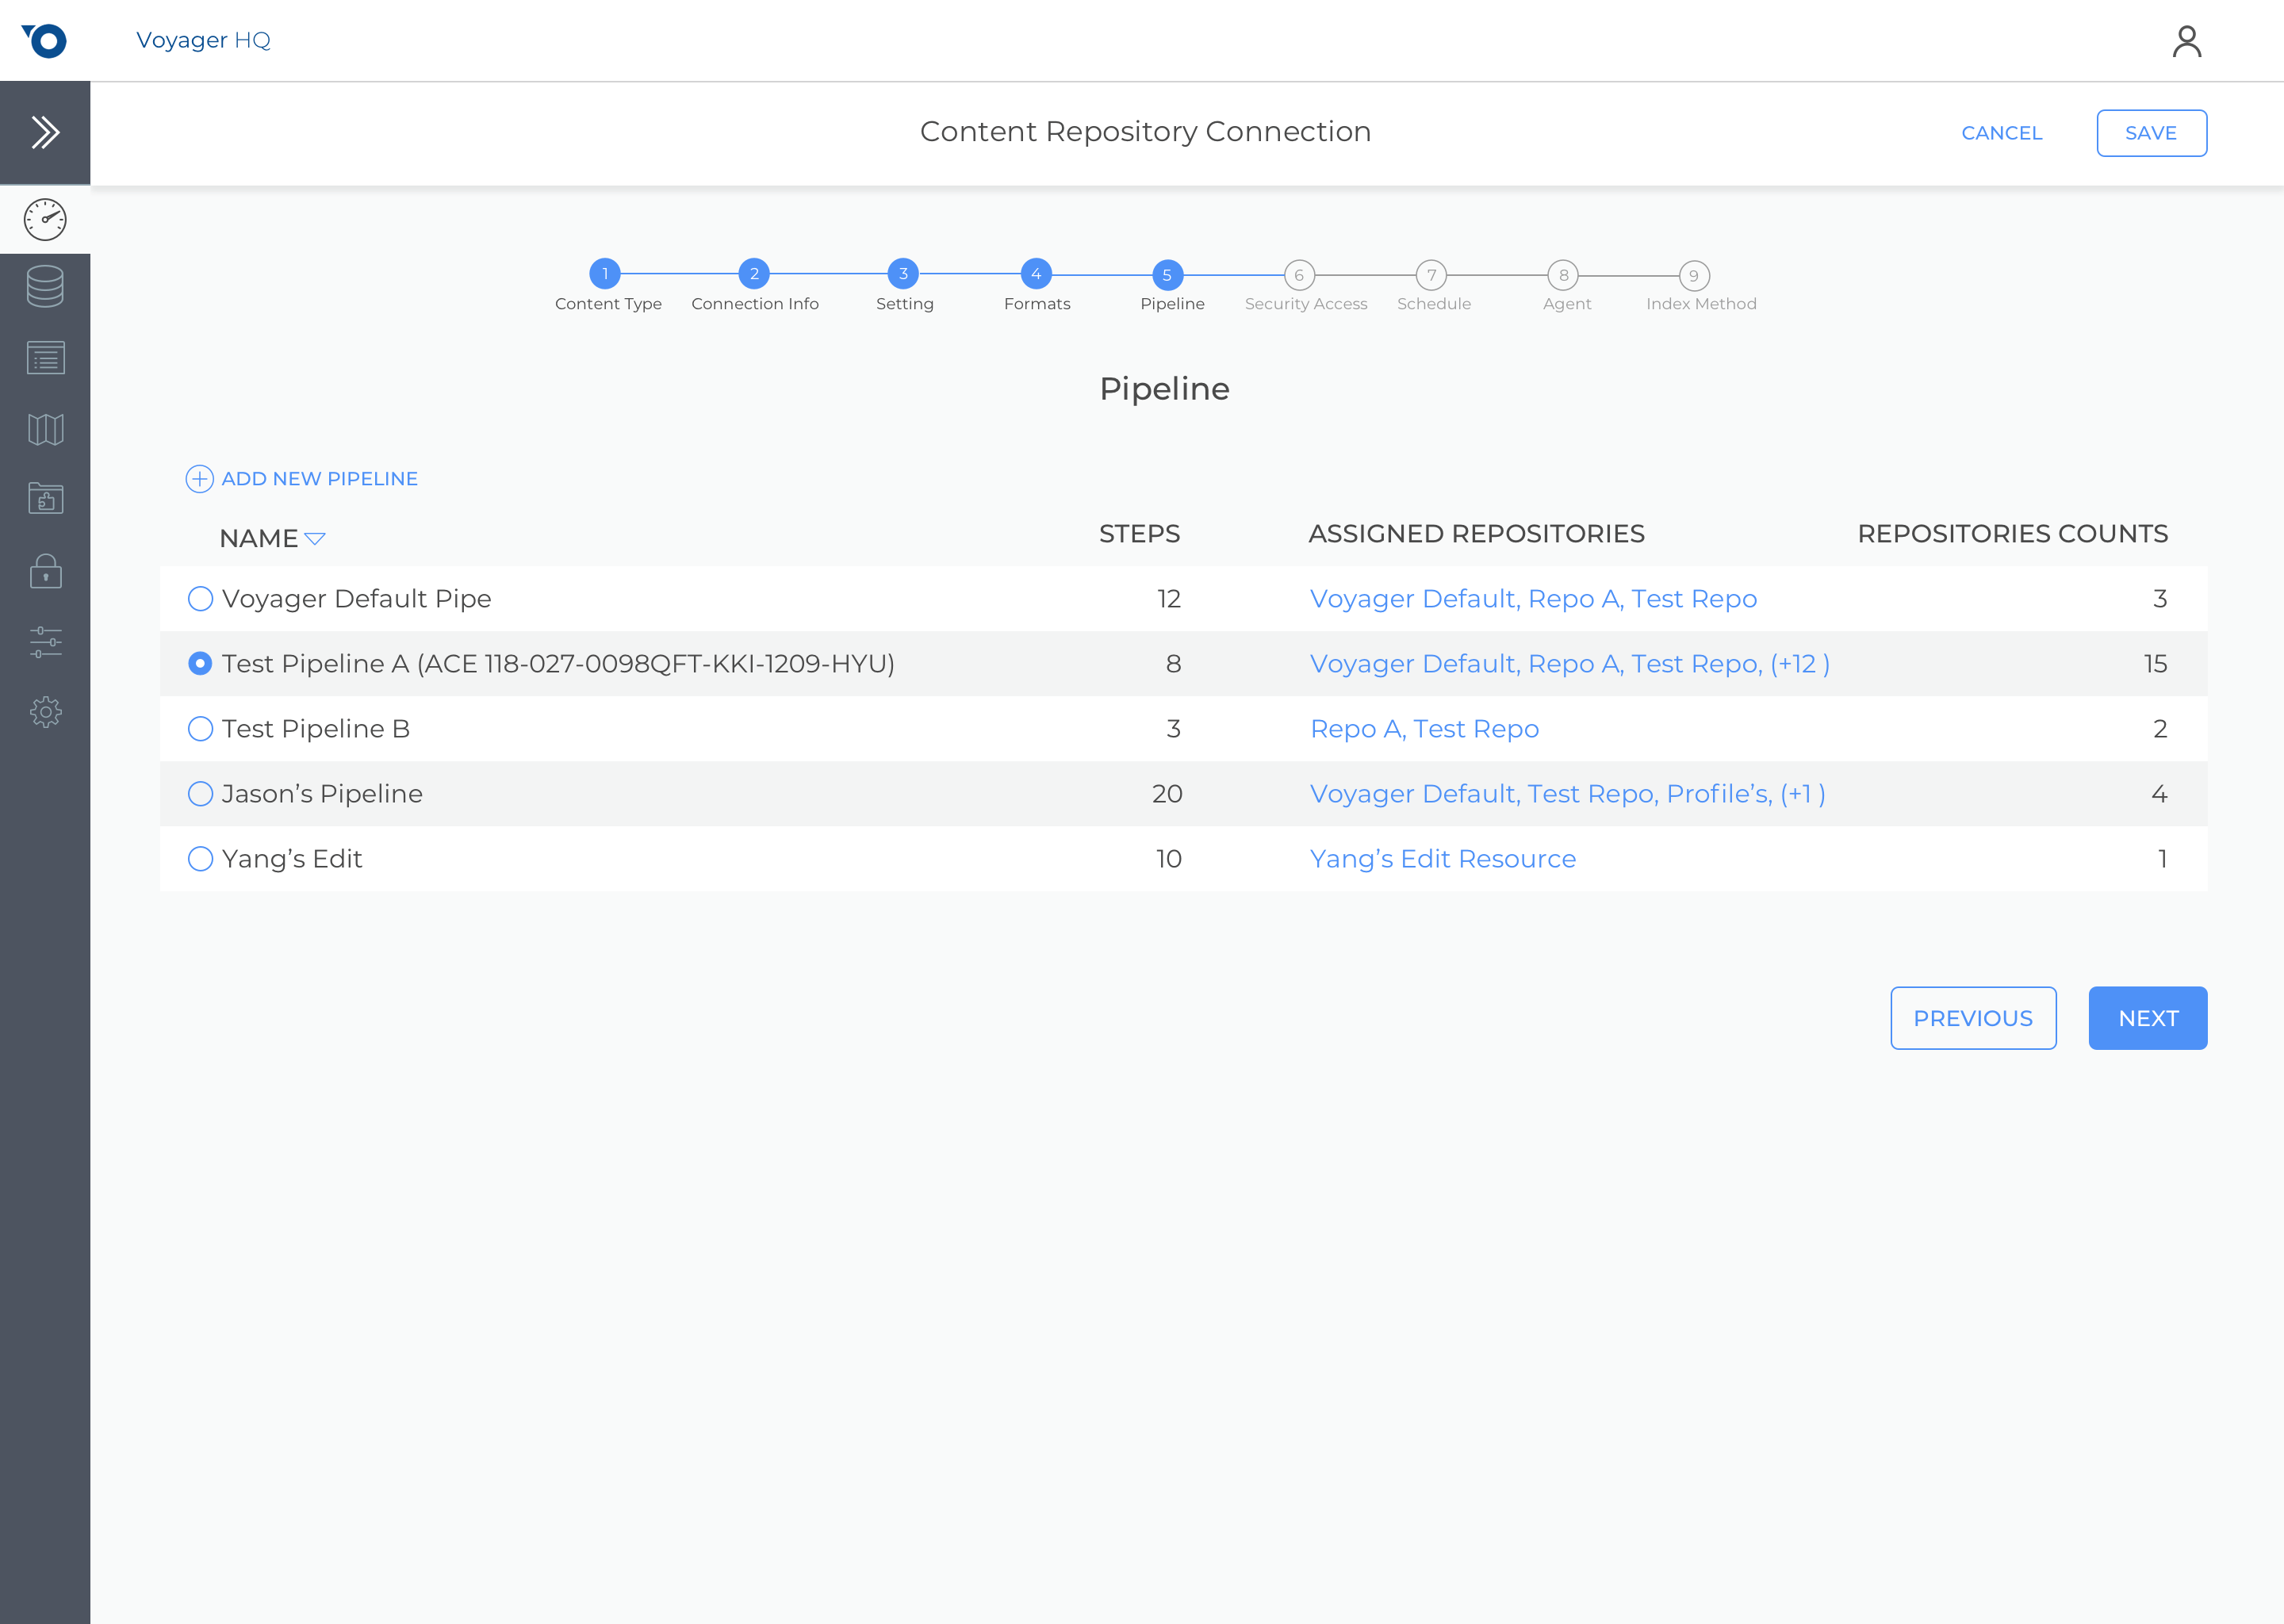 Voyager HQ
Content Repository Connection
CANCEL
SAVE
1 2 3 4 5 6 7 8 9
Content Type Connection Info Setting Formats Pipeline Security Access Schedule Agent Index Method
Pipeline
ADD NEW PIPELINE
NAME STEPS ASSIGNED REPOSITORIES REPOSITORIES COUNTS
Voyager Default Pipe 12 Voyager Default, Repo A, Test Repo 3
Test Pipeline A (ACE 118-027-0098QFT-KKI-1209-HYU) 8 Voyager Default, Repo A, Test Repo, (+12 ) 15
Test Pipeline B 3 Repo A, Test Repo 2
Jason’s Pipeline 20 Voyager Default, Test Repo, Profile’s, (+1 ) 4
Yang’s Edit 10 Yang’s Edit Resource 1
PREVIOUS
NEXT